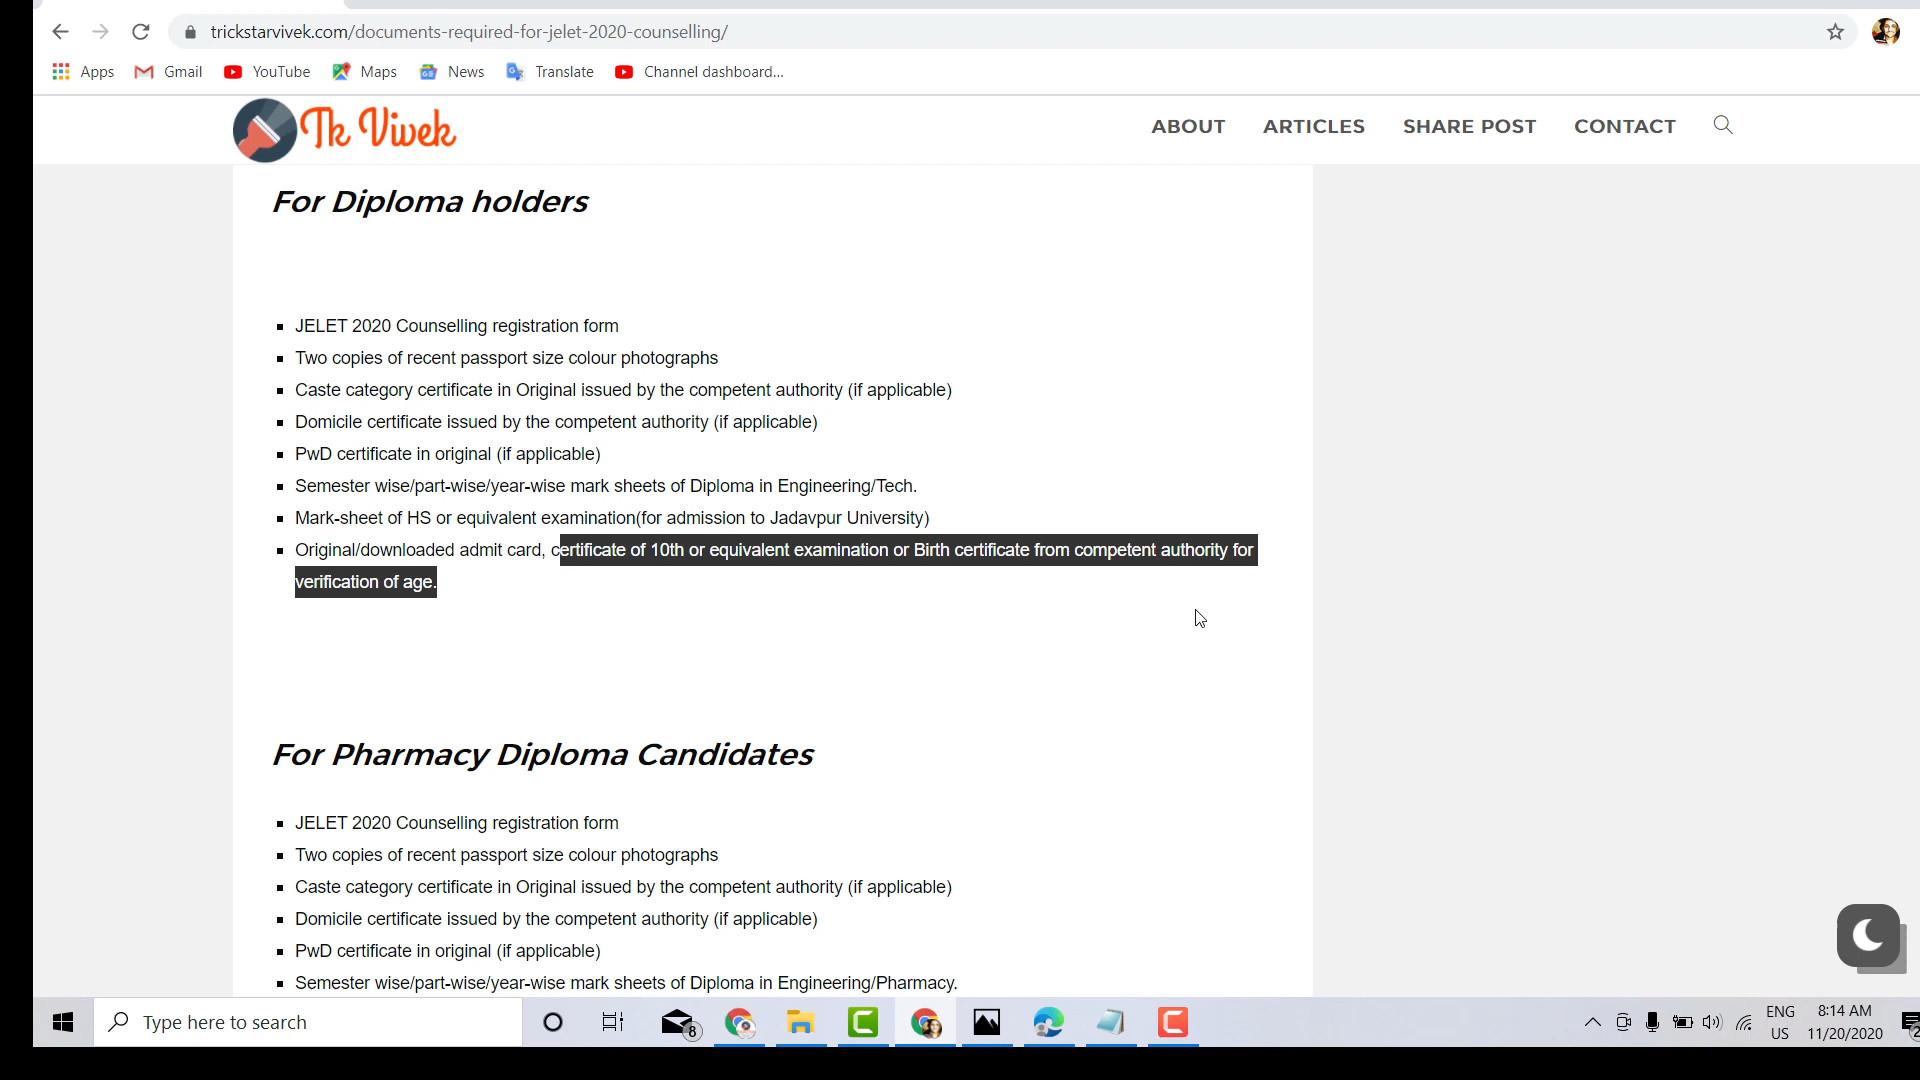 trickstarvivek.com/documents-required-for-jelet-2020-counselling/
Apps Gmail YouTube Maps News Translate Channel dashboard...
Tk Vivek ABOUT ARTICLES SHARE POST CONTACT
For Diploma holders
JELET 2020 Counselling registration form
Two copies of recent passport size colour photographs
Caste category certificate in Original issued by the competent authority (if applicable)
Domicile certificate issued by the competent authority (if applicable)
PwD certificate in original (if applicable)
Semester wise/part-wise/year-wise mark sheets of Diploma in Engineering/Tech.
Mark-sheet of HS or equivalent examination(for admission to Jadavpur University)
Original/downloaded admit card, certificate of 10th or equivalent examination or Birth certificate from competent authority for
verification of age.
For Pharmacy Diploma Candidates
JELET 2020 Counselling registration form
Two copies of recent passport size colour photographs
Caste category certificate in Original issued by the competent authority (if applicable)
Domicile certificate issued by the competent authority (if applicable)
PwD certificate in original (if applicable)
Semester wise/part-wise/year-wise mark sheets of Diploma in Engineering/Pharmacy.
Type here to search 8 ENG 8:14 AM
US 11/20/2020 2